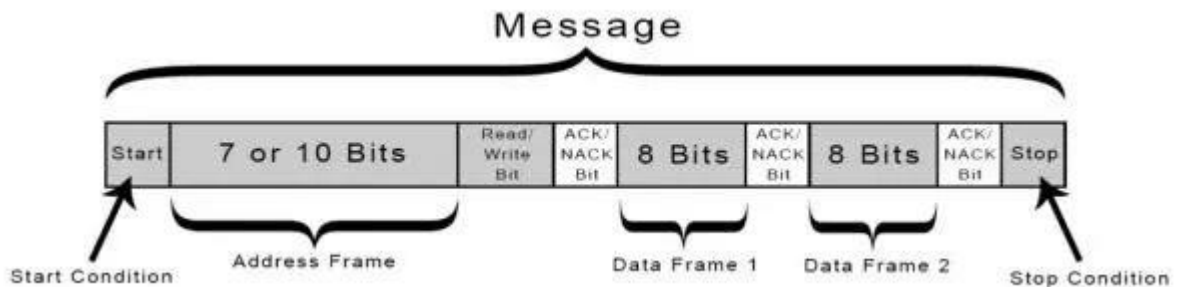 Message
Start
7 or 10 Bits
Read/
Write
Bit
ACK/
NACK
Bit
8 Bits
ACK/
NACK
Bit
8 Bits
ACK/
NACK
Bit
Stop
Start Condition
Address Frame
Data Frame 1
Data Frame 2
Stop Condition